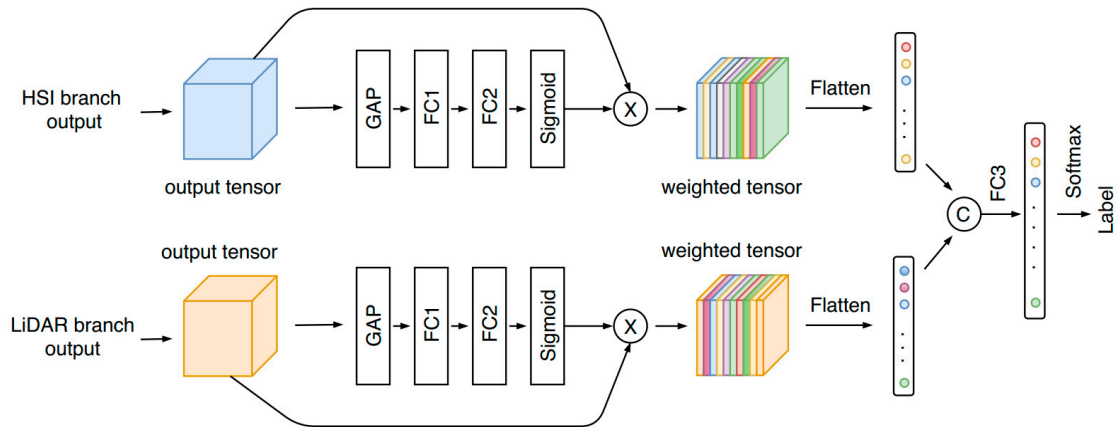 HSI branch
output
output tensor
GAP
FC1
FC2
Sigmoid
X
weighted tensor
Flatten
LiDAR branch
output
output tensor
GAP
FC1
FC2
Sigmoid
X
weighted tensor
Flatten
C
FC3
Softmax
Label